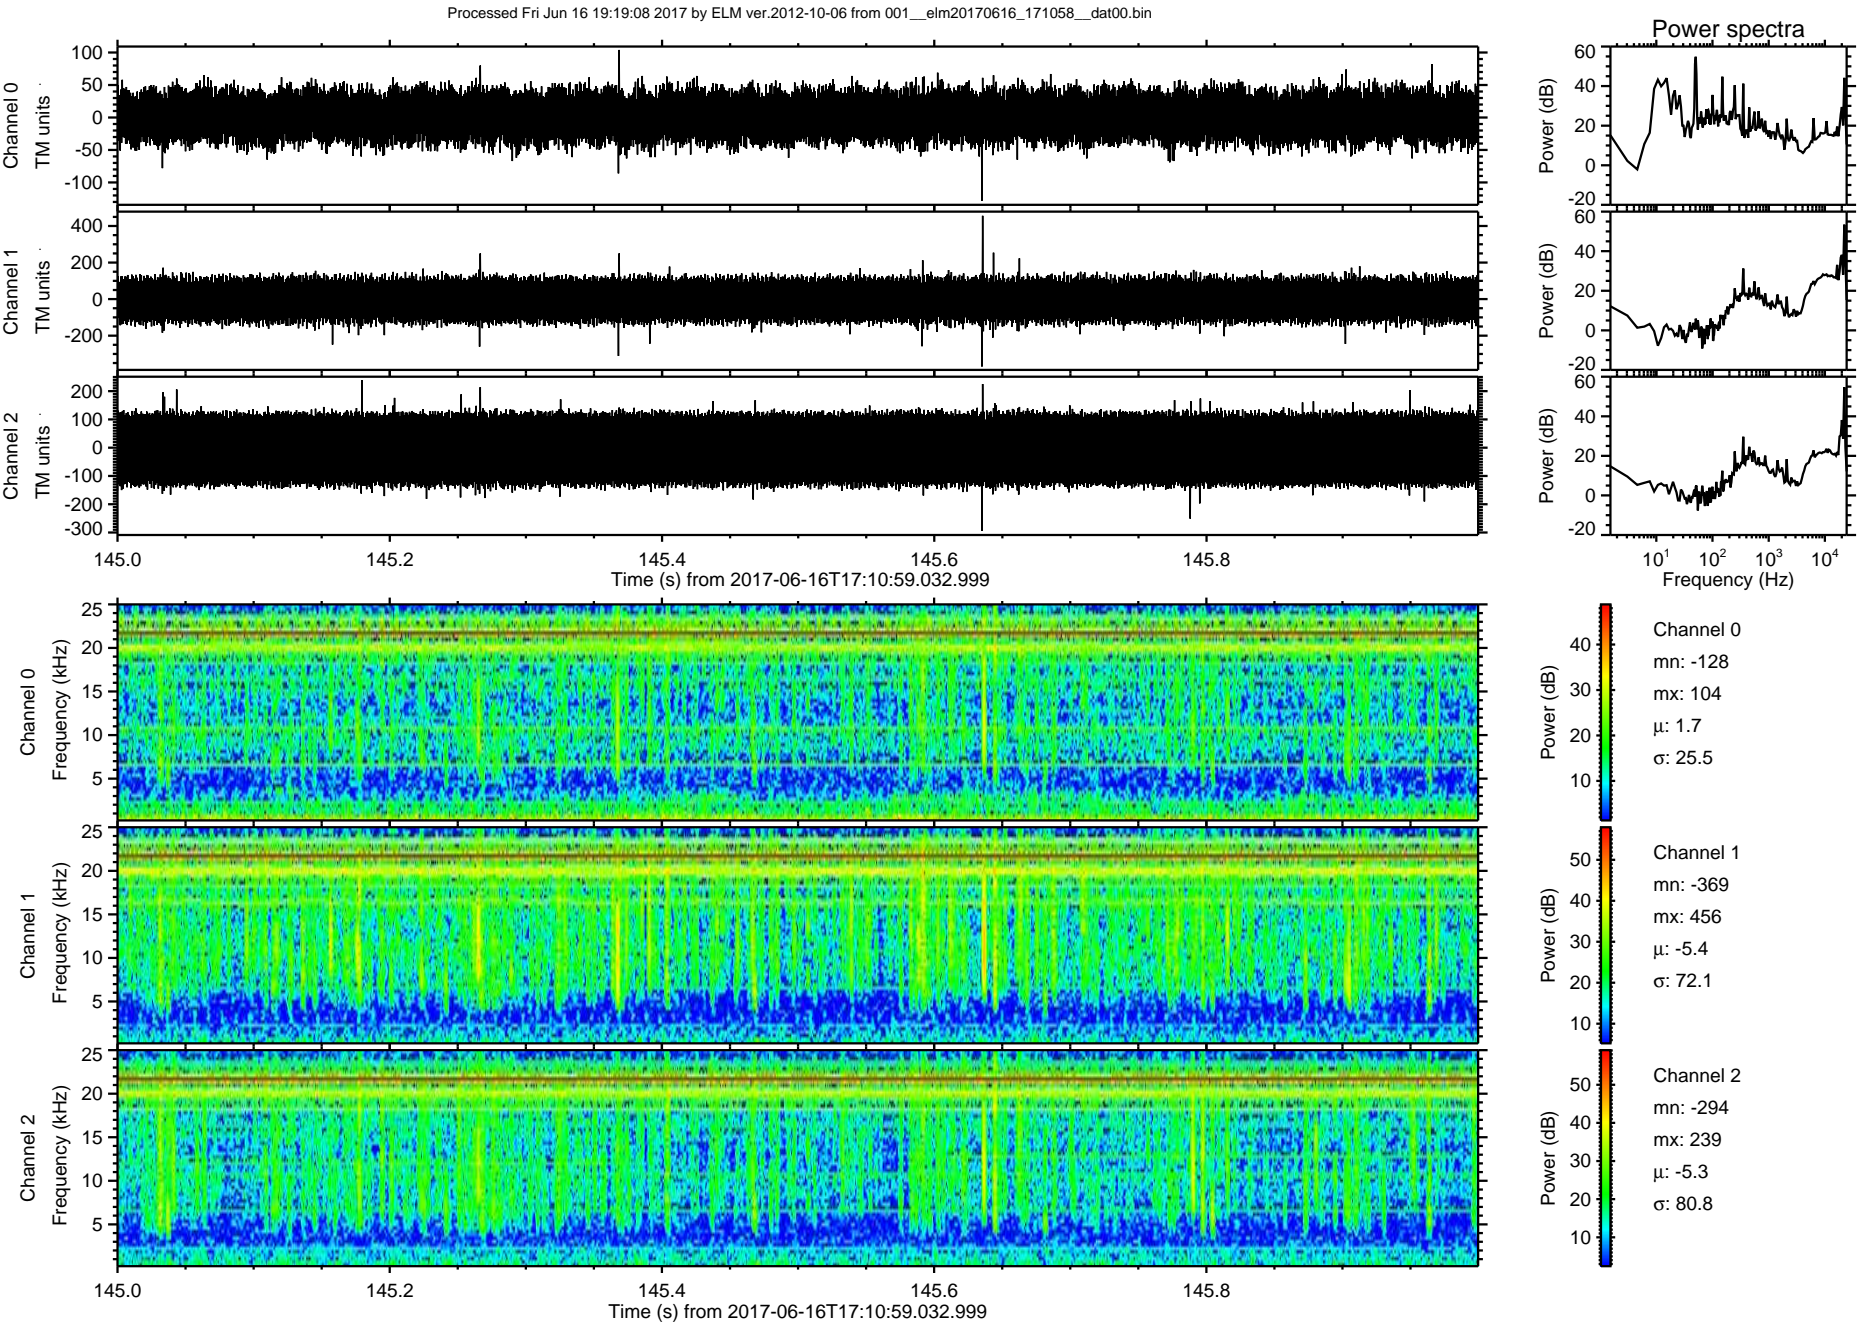 Processed Fri Jun 16 19:19:08 2017 by ELM ver.2012-10-06 from 001__elm20170616_171058__dat00.bin
Power spectra
Channel 0
TM units
100
50
0
-50
-100
Power (dB)
60
40
20
0
-20
Channel 1
TM units
400
200
0
-200
Power (dB)
60
40
20
0
-20
Channel 2
TM units
200
100
0
-100
-200
-300
Power (dB)
60
40
20
0
-20
145.0 145.2 145.4 145.6 145.8
Time (s) from 2017-06-16T17:10:59.032.999
10^1 10^2 10^3 10^4
Frequency (Hz)
Channel 0
Frequency (kHz)
25
20
15
10
5
Power (dB)
40
30
20
10
Channel 0
mn: -128
mx: 104
μ: 1.7
σ: 25.5
Channel 1
Frequency (kHz)
25
20
15
10
5
Power (dB)
50
40
30
20
10
Channel 1
mn: -369
mx: 456
μ: -5.4
σ: 72.1
Channel 2
Frequency (kHz)
25
20
15
10
5
Power (dB)
50
40
30
20
10
Channel 2
mn: -294
mx: 239
μ: -5.3
σ: 80.8
145.0 145.2 145.4 145.6 145.8
Time (s) from 2017-06-16T17:10:59.032.999